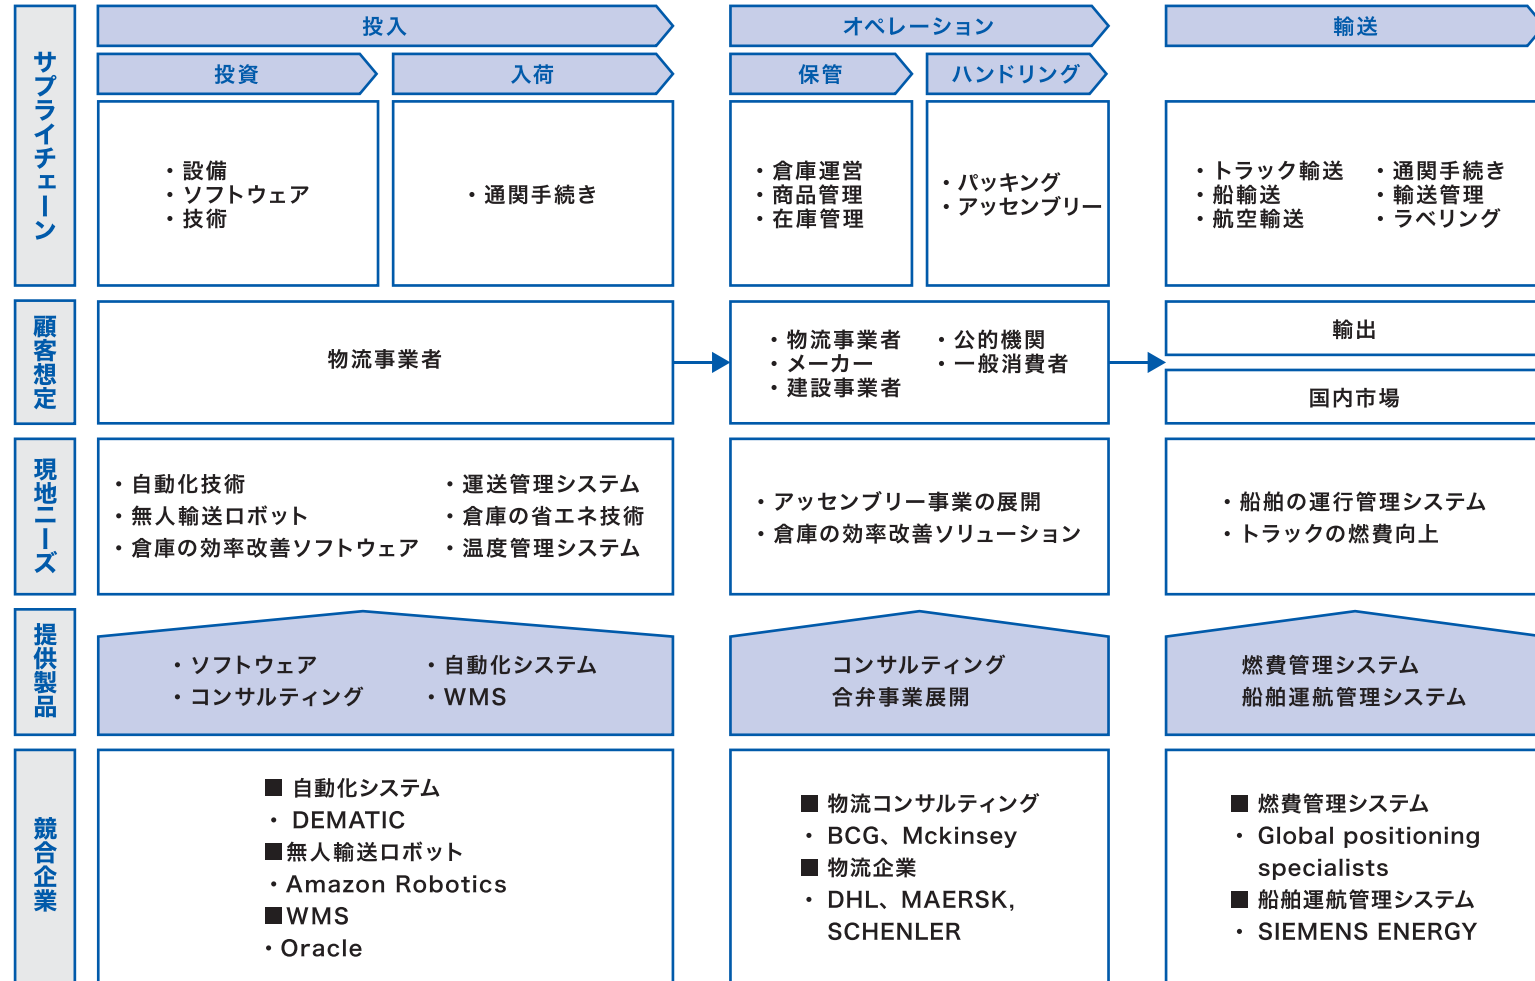 サプライチェーン
投入
オペレーション
輸送
投資
入荷
保管
ハンドリング
・設備
・ソフトウェア
・技術
・通関手続き
・倉庫運営
・商品管理
・在庫管理
・パッキング
・アッセンブリー
・トラック輸送
・船輸送
・航空輸送
・通関手続き
・輸送管理
・ラベリング
顧客想定
物流事業者
・物流事業者
・メーカー
・建設事業者
・公的機関
・一般消費者
輸出
国内市場
現地ニーズ
・自動化技術
・無人輸送ロボット
・倉庫の効率改善ソフトウェア
・運送管理システム
・倉庫の省エネ技術
・温度管理システム
・アッセンブリー事業の展開
・倉庫の効率改善ソリューション
・船舶の運行管理システム
・トラックの燃費向上
提供製品
・ソフトウェア
・コンサルティング
・自動化システム
・WMS
コンサルティング
合弁事業展開
燃費管理システム
船舶運航管理システム
競合企業
■ 自動化システム
・ DEMATIC
■無人輸送ロボット
・Amazon Robotics
■WMS
・Oracle
■ 物流コンサルティング
・ BCG、Mckinsey
■ 物流企業
・ DHL、MAERSK,
SCHENLER
■ 燃費管理システム
・ Global positioning
specialists
■ 船舶運航管理システム
・ SIEMENS ENERGY